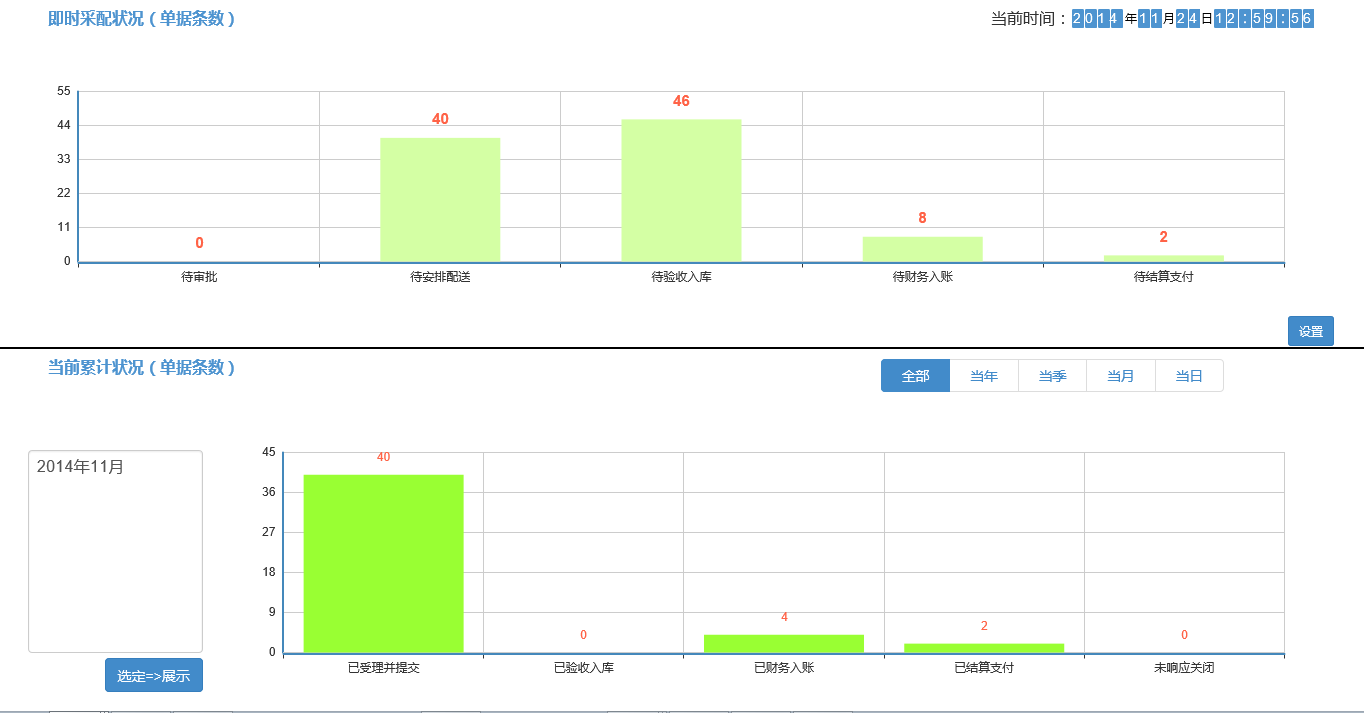 即时采配状况（单据条数）
当前时间：2014年11月24日12:59:56
55
44
33
22
11
0
0
40
46
8
2
待审批 待安排配送 待验收入库 待财务入账 待结算支付
设置
当前累计状况（单据条数）
全部 当年 当季 当月 当日
2014年11月
选定=>展示
45
36
27
18
9
0
40
0
4
2
0
已受理并提交 已验收入库 已财务入账 已结算支付 未响应关闭